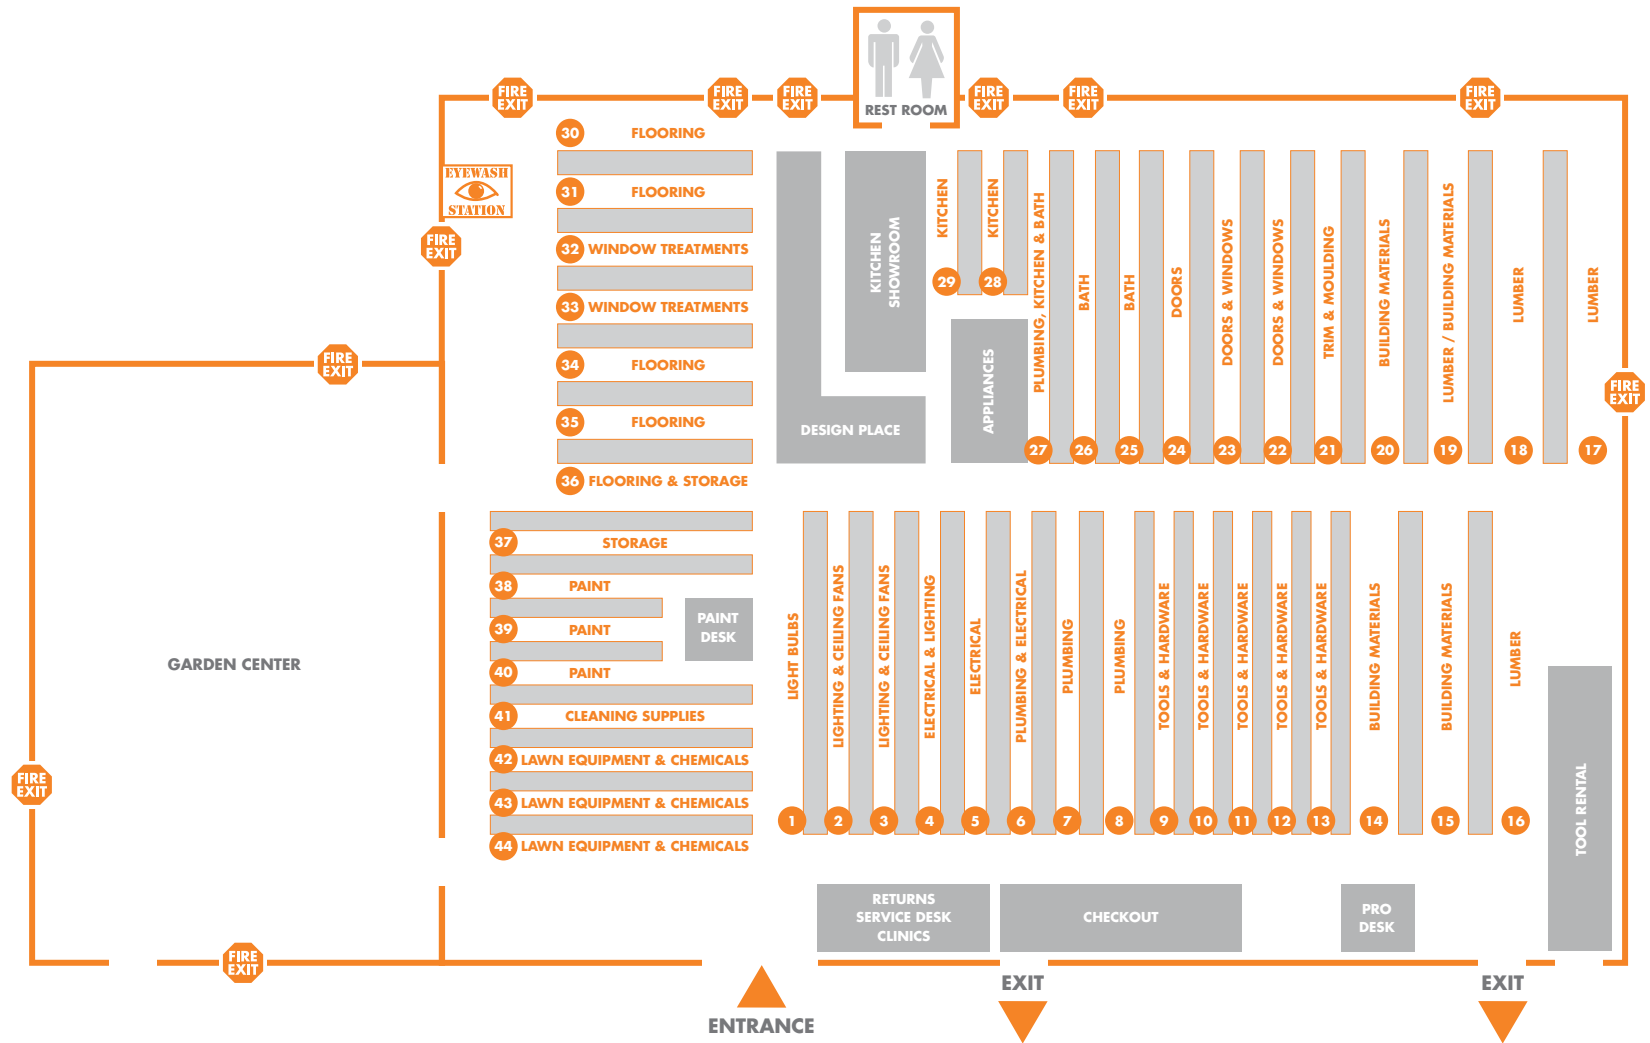 FIRE
EXIT
FIRE
EXIT
FIRE
EXIT
REST ROOM
FIRE
EXIT
FIRE
EXIT
FIRE
EXIT
EYEWASH
STATION
FIRE
EXIT
FIRE
EXIT
FIRE
EXIT
FIRE
EXIT
FIRE
EXIT
GARDEN CENTER
30 FLOORING
31 FLOORING
32 WINDOW TREATMENTS
33 WINDOW TREATMENTS
34 FLOORING
35 FLOORING
36 FLOORING & STORAGE
37 STORAGE
38 PAINT
39 PAINT
40 PAINT
PAINT
DESK
41 CLEANING SUPPLIES
42 LAWN EQUIPMENT & CHEMICALS
43 LAWN EQUIPMENT & CHEMICALS
44 LAWN EQUIPMENT & CHEMICALS
DESIGN PLACE
KITCHEN
SHOWROOM
KITCHEN 29
KITCHEN 28
APPLIANCES
PLUMBING, KITCHEN & BATH 27
BATH 26
BATH 25
DOORS 24
DOORS & WINDOWS 23
DOORS & WINDOWS 22
TRIM & MOULDING 21
BUILDING MATERIALS 20
LUMBER / BUILDING MATERIALS 19
LUMBER 18
LUMBER 17
LIGHT BULBS 1
LIGHTING & CEILING FANS 2
LIGHTING & CEILING FANS 3
ELECTRICAL & LIGHTING 4
ELECTRICAL 5
PLUMBING & ELECTRICAL 6
PLUMBING 7
PLUMBING 8
TOOLS & HARDWARE 9
TOOLS & HARDWARE 10
TOOLS & HARDWARE 11
TOOLS & HARDWARE 12
TOOLS & HARDWARE 13
BUILDING MATERIALS 14
BUILDING MATERIALS 15
LUMBER 16
TOOL RENTAL
RETURNS
SERVICE DESK
CLINICS
CHECKOUT
PRO
DESK
ENTRANCE
EXIT
EXIT